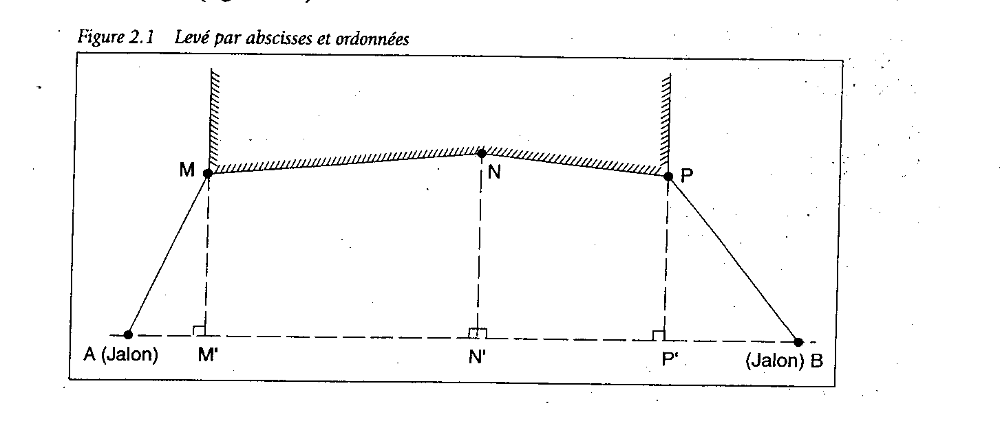 Figure 2.1 Levé par abscisses et ordonnées
M
N
P
A (Jalon)
M'
N'
P'
(Jalon) B